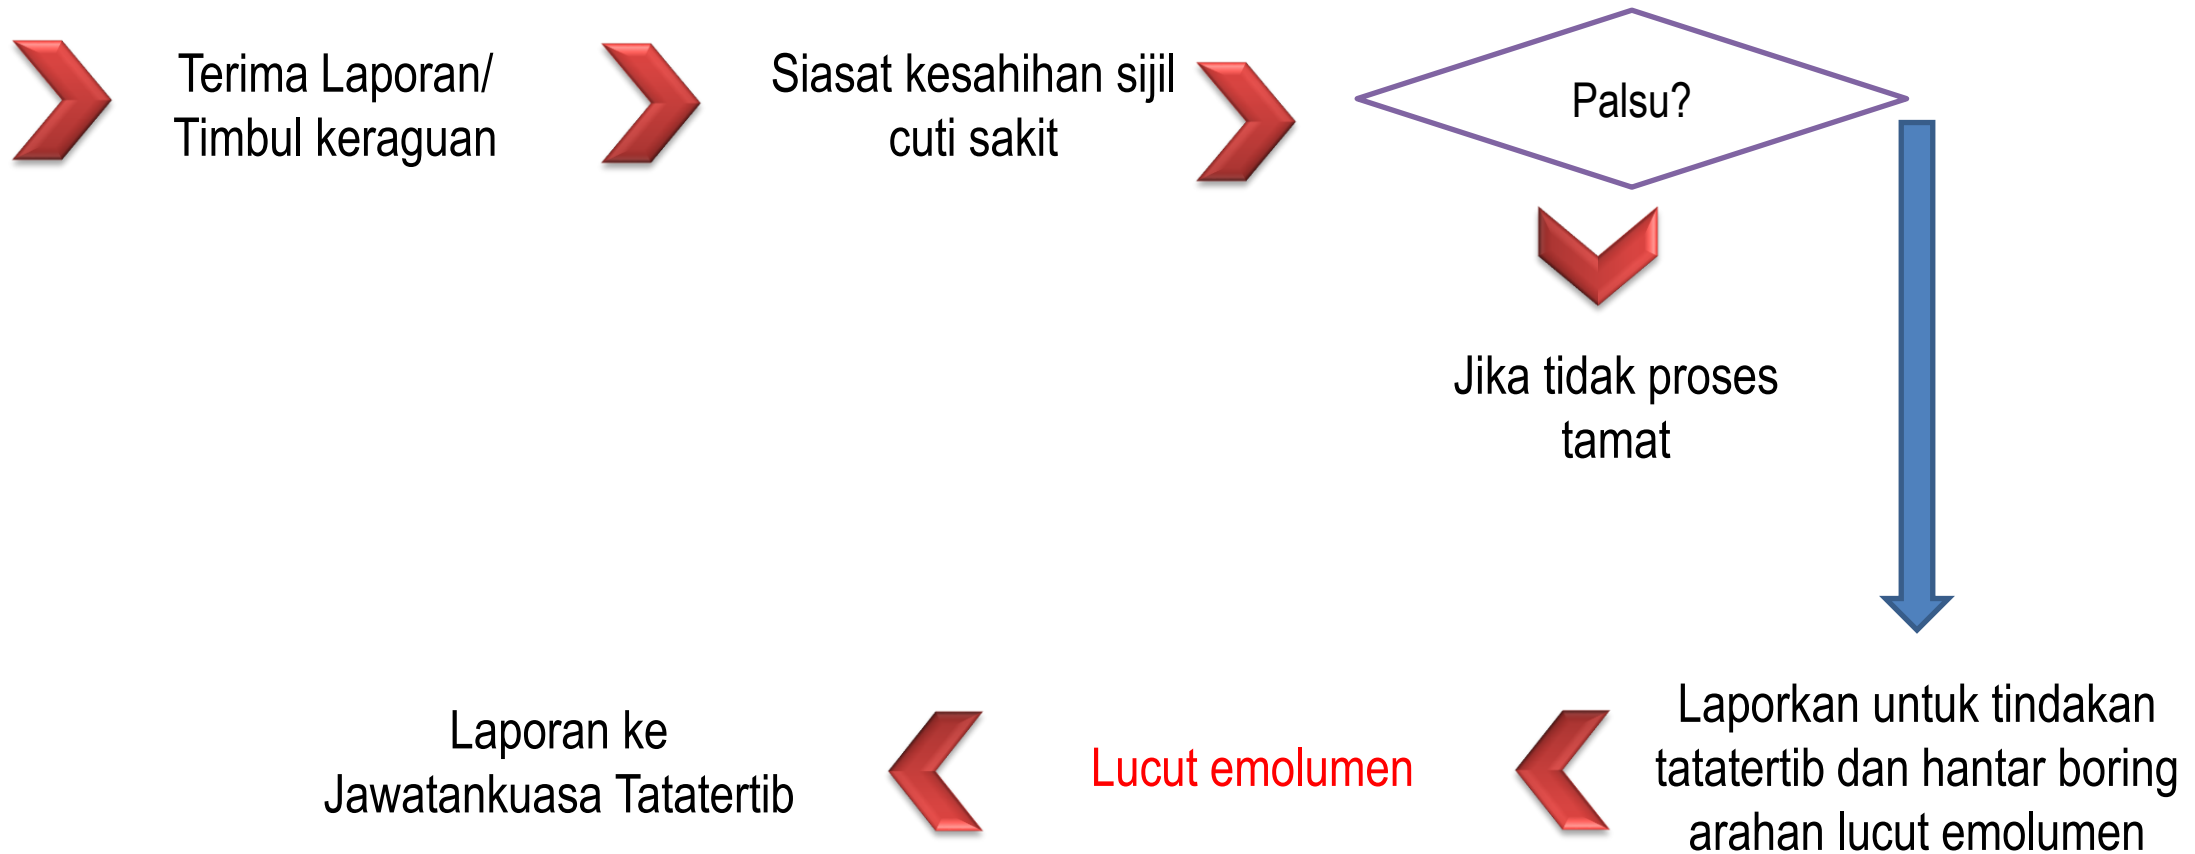 Terima Laporan/
Timbul keraguan
Siasat kesahihan sijil
cuti sakit
Palsu?
Jika tidak proses
tamat
Laporkan untuk tindakan
tatatertib dan hantar boring
arahan lucut emolumen
Lucut emolumen
Laporan ke
Jawatankuasa Tatatertib